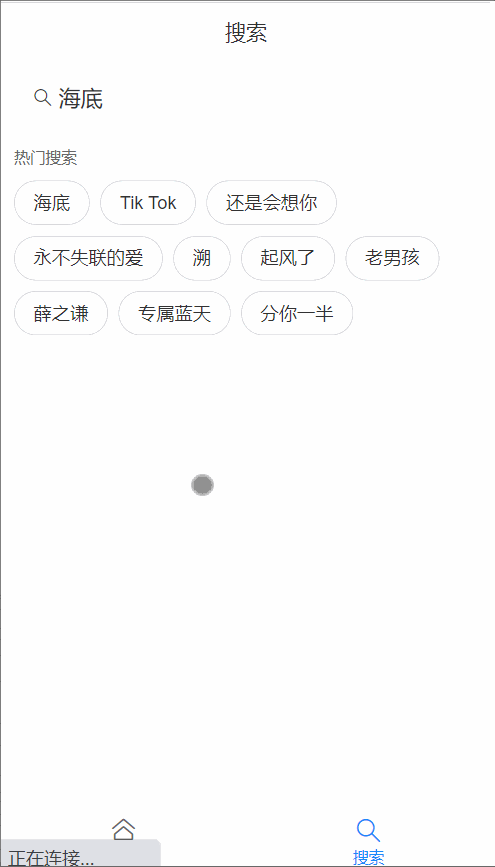 搜索
海底
热门搜索
海底 Tik Tok 还是会想你
永不失联的爱 溯 起风了 老男孩
薛之谦 专属蓝天 分你一半
搜索
正在连接...